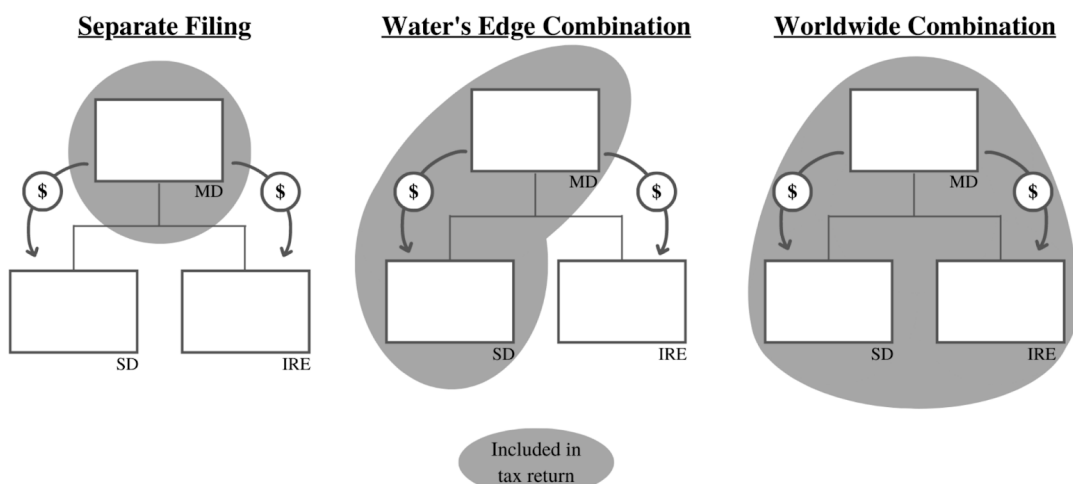 Separate Filing
Water's Edge Combination
Worldwide Combination
MD
$
$
SD
IRE
MD
$
$
SD
IRE
MD
$
$
SD
IRE
Included in
tax return